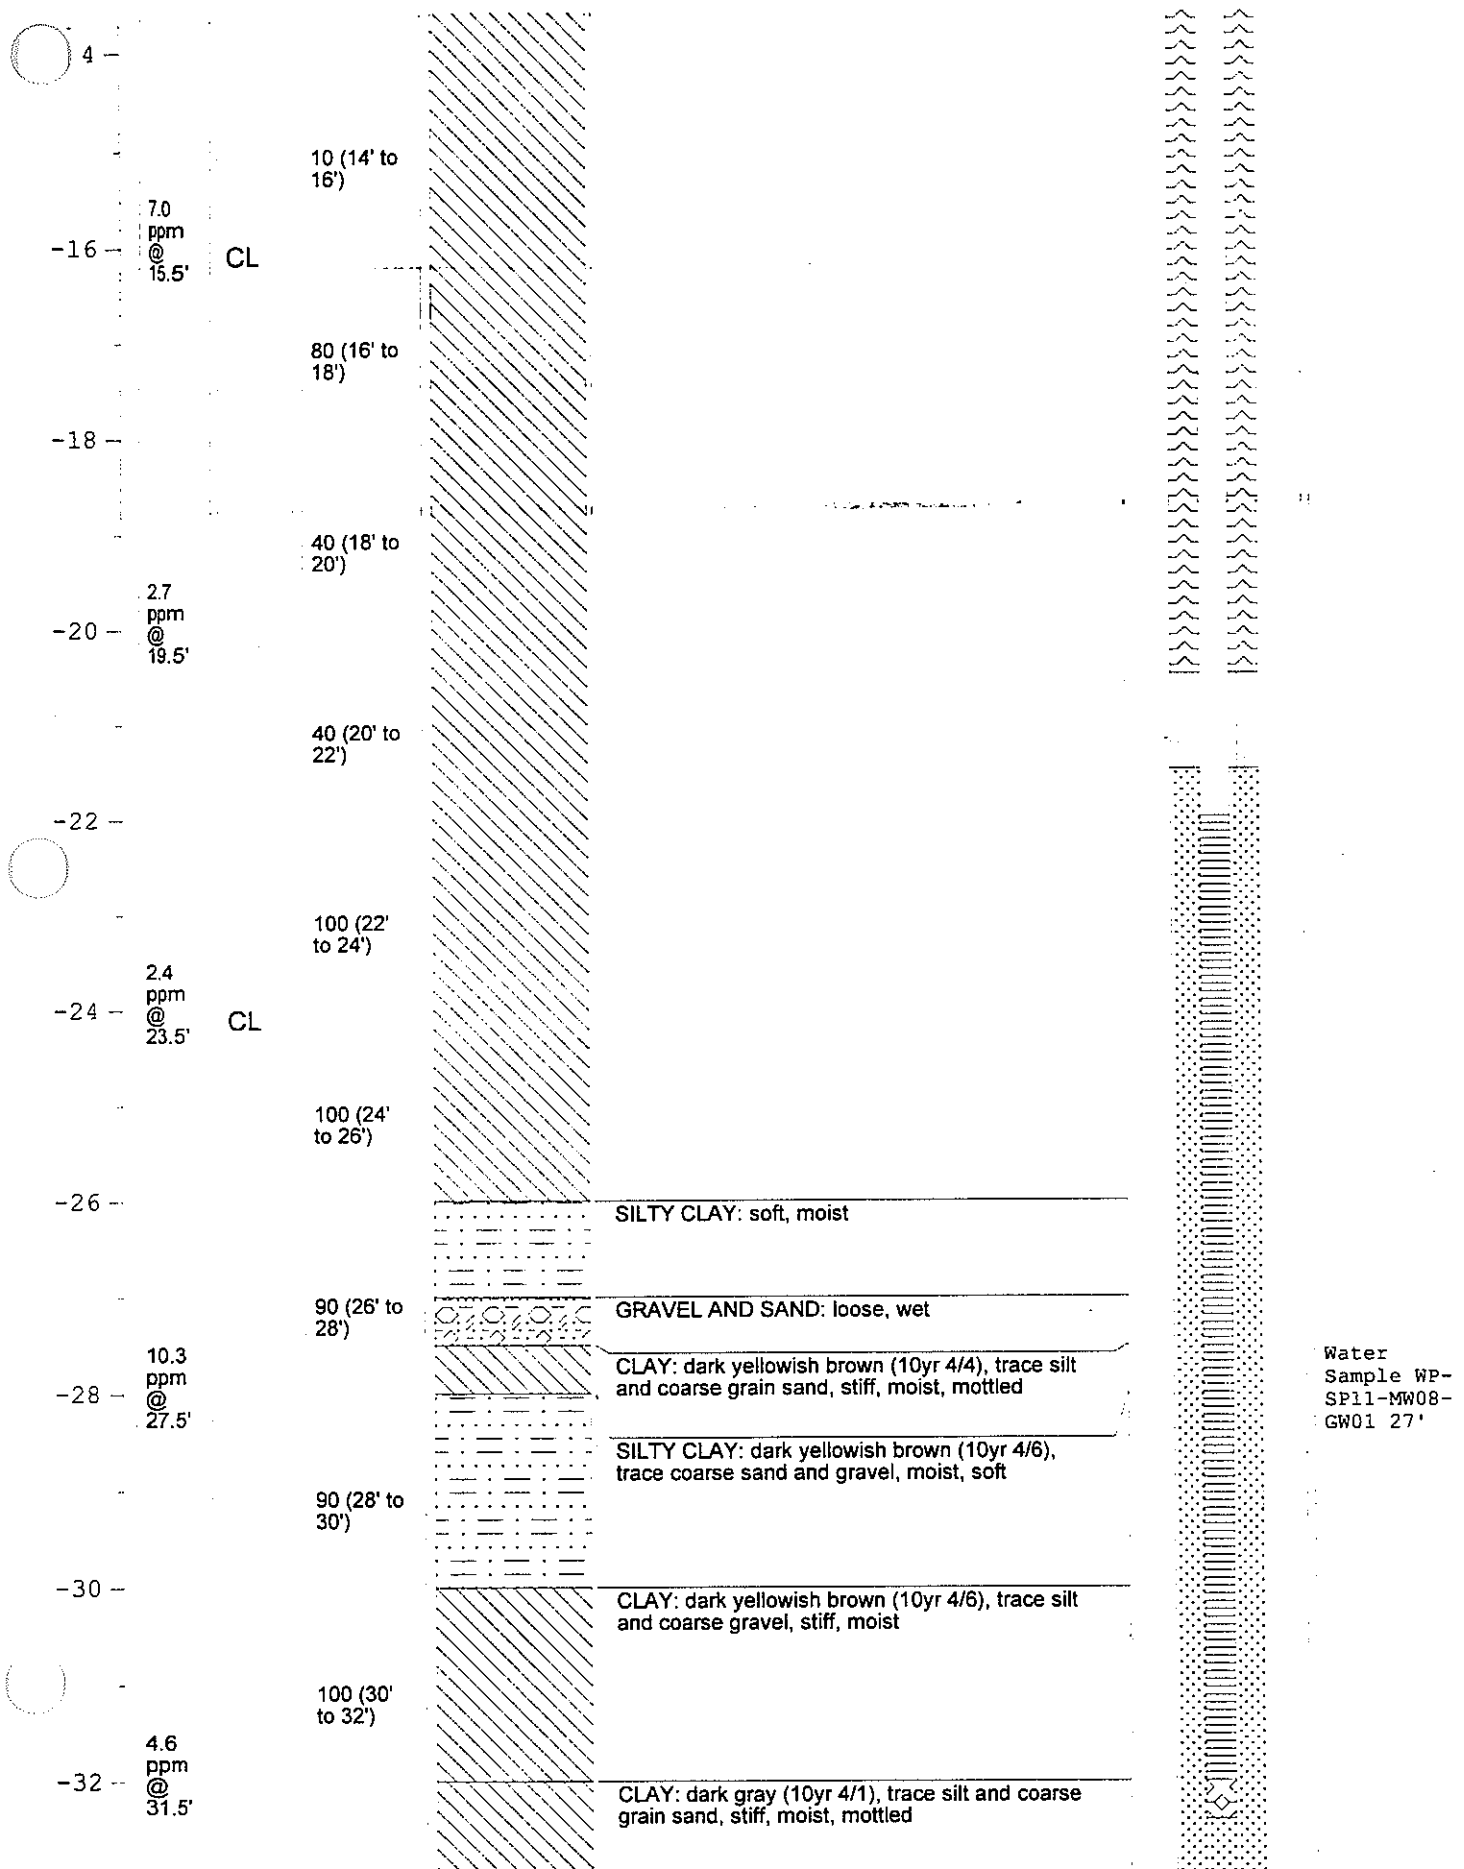 4
10 (14' to
16')
7.0
ppm
@
15.5'
-16
CL
80 (16' to
18')
-18
40 (18' to
20')
2.7
ppm
@
19.5'
-20
40 (20' to
22')
-22
100 (22'
to 24')
2.4
ppm
@
23.5'
-24
CL
100 (24'
to 26')
-26
SILTY CLAY: soft, moist
90 (26' to
28')
GRAVEL AND SAND: loose, wet
10.3
ppm
@
27.5'
-28
CLAY: dark yellowish brown (10yr 4/4), trace silt
and coarse grain sand, stiff, moist, mottled
Water
Sample WP-
SP11-MW08-
GW01 27'
SILTY CLAY: dark yellowish brown (10yr 4/6),
trace coarse sand and gravel, moist, soft
90 (28' to
30')
-30
CLAY: dark yellowish brown (10yr 4/6), trace silt
and coarse gravel, stiff, moist
100 (30'
to 32')
4.6
ppm
@
31.5'
-32
CLAY: dark gray (10yr 4/1), trace silt and coarse
grain sand, stiff, moist, mottled